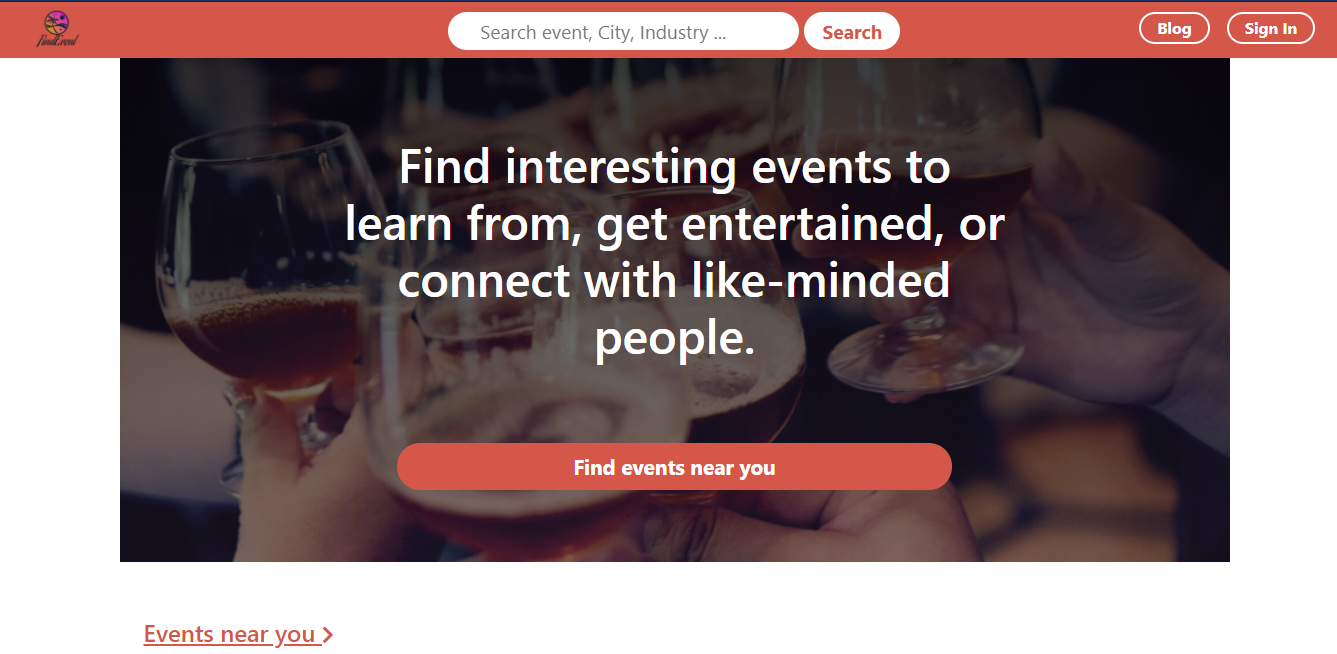 FindEvent
Search event, City, Industry ...
Search
Blog
Sign In
Find interesting events to
learn from, get entertained, or
connect with like-minded
people.
Find events near you
Events near you